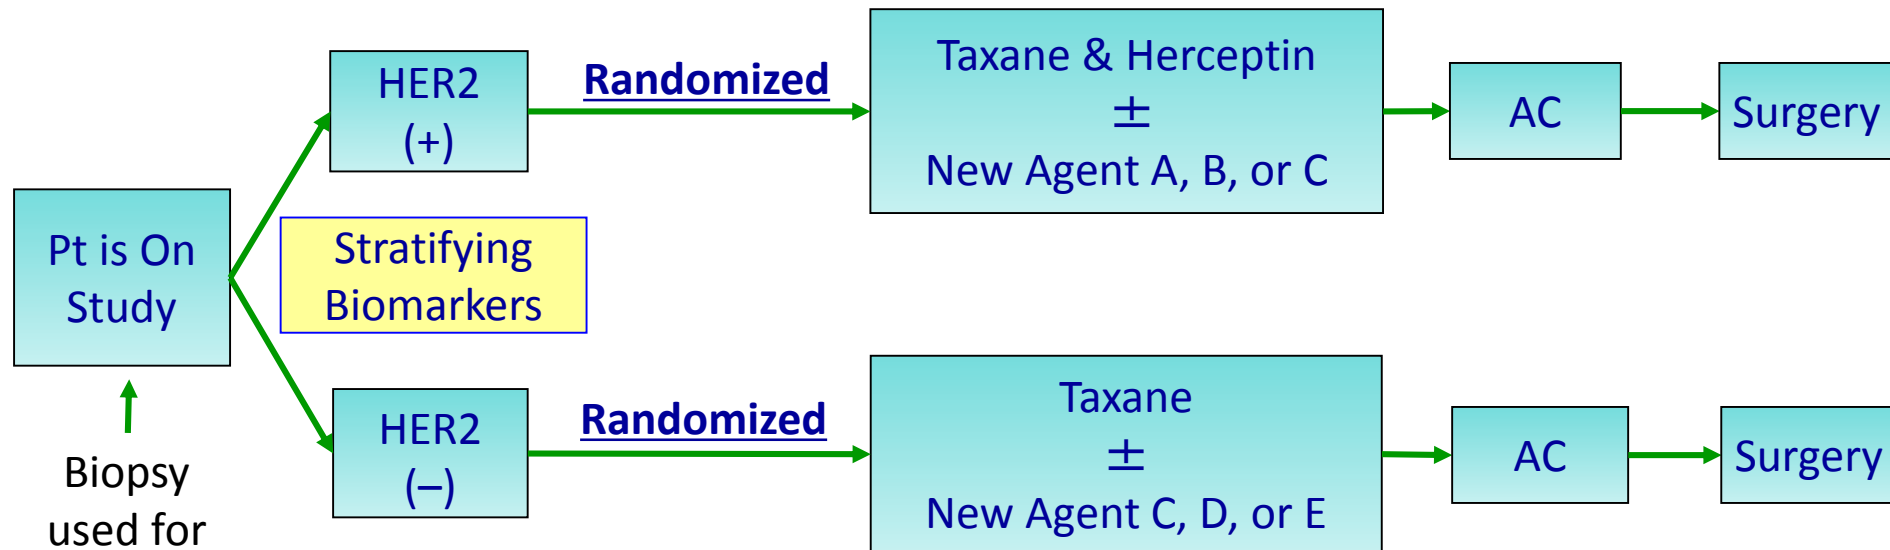 Pt is On
Study
Biopsy
used for
Stratifying
Biomarkers
HER2
(+)
Randomized
Taxane & Herceptin
±
New Agent A, B, or C
AC
Surgery
HER2
(–)
Randomized
Taxane
±
New Agent C, D, or E
AC
Surgery